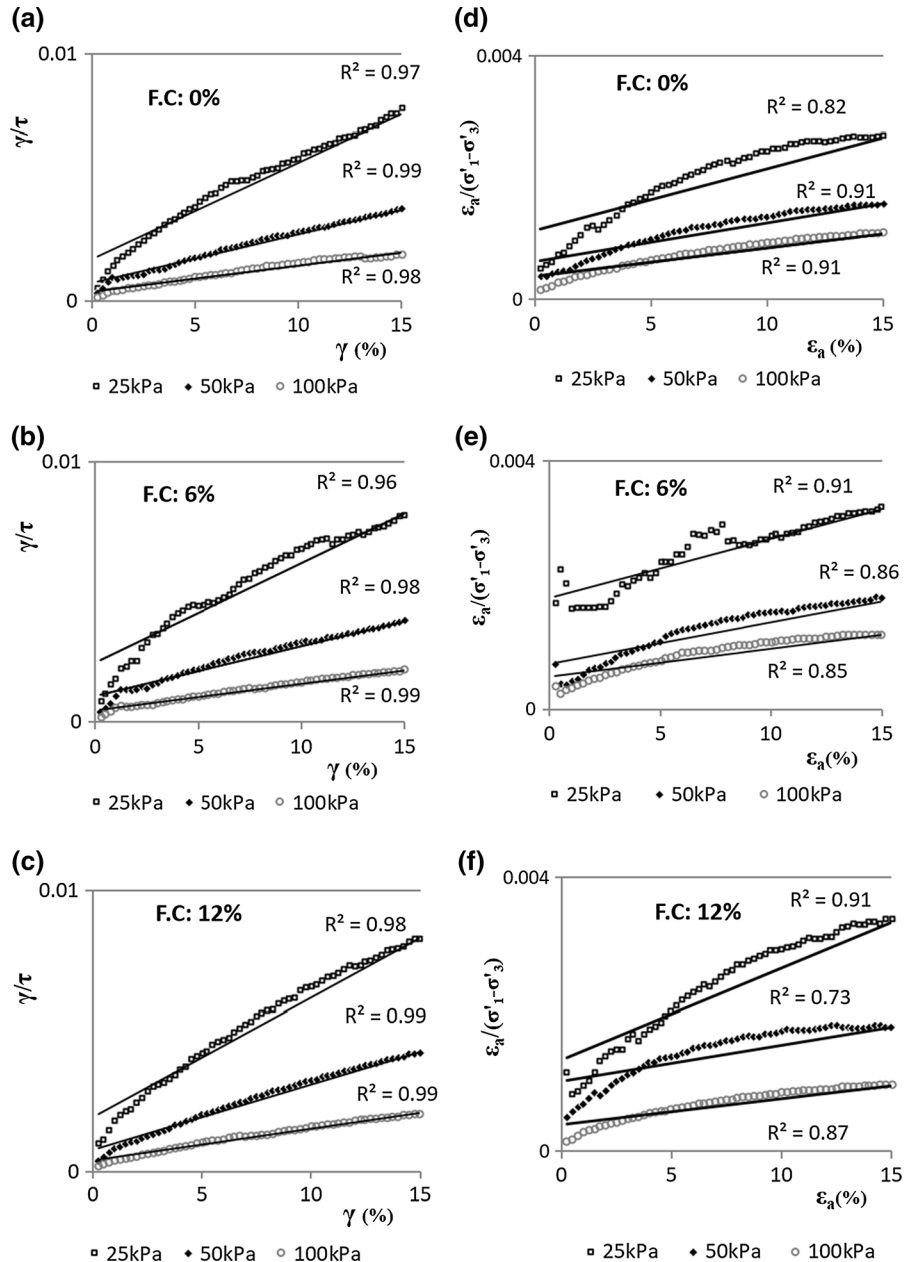 (a)
0.01
R² = 0.97
F.C: 0%
γ/τ
R² = 0.99
R² = 0.98
0
0 5 10 15
γ (%)
25kPa 50kPa 100kPa
(d)
0.004
F.C: 0%
R² = 0.82
εa/(σ'1-σ'3)
R² = 0.91
R² = 0.91
0
0 5 10 15
εa (%)
25kPa 50kPa 100kPa
(b)
0.01
R² = 0.96
F.C: 6%
γ/τ
R² = 0.98
R² = 0.99
0
0 5 10 15
γ (%)
25kPa 50kPa 100kPa
(e)
0.004
F.C: 6%
R² = 0.91
εa/(σ'1-σ'3)
R² = 0.86
R² = 0.85
0
0 5 10 15
εa(%)
25kPa 50kPa 100kPa
(c)
0.01
F.C: 12%
R² = 0.98
γ/τ
R² = 0.99
R² = 0.99
0
0 5 10 15
γ (%)
25kPa 50kPa 100kPa
(f)
0.004
R² = 0.91
F.C: 12%
εa/(σ'1-σ'3)
R² = 0.73
R² = 0.87
0
0 5 10 15
εa(%)
25kPa 50kPa 100kPa